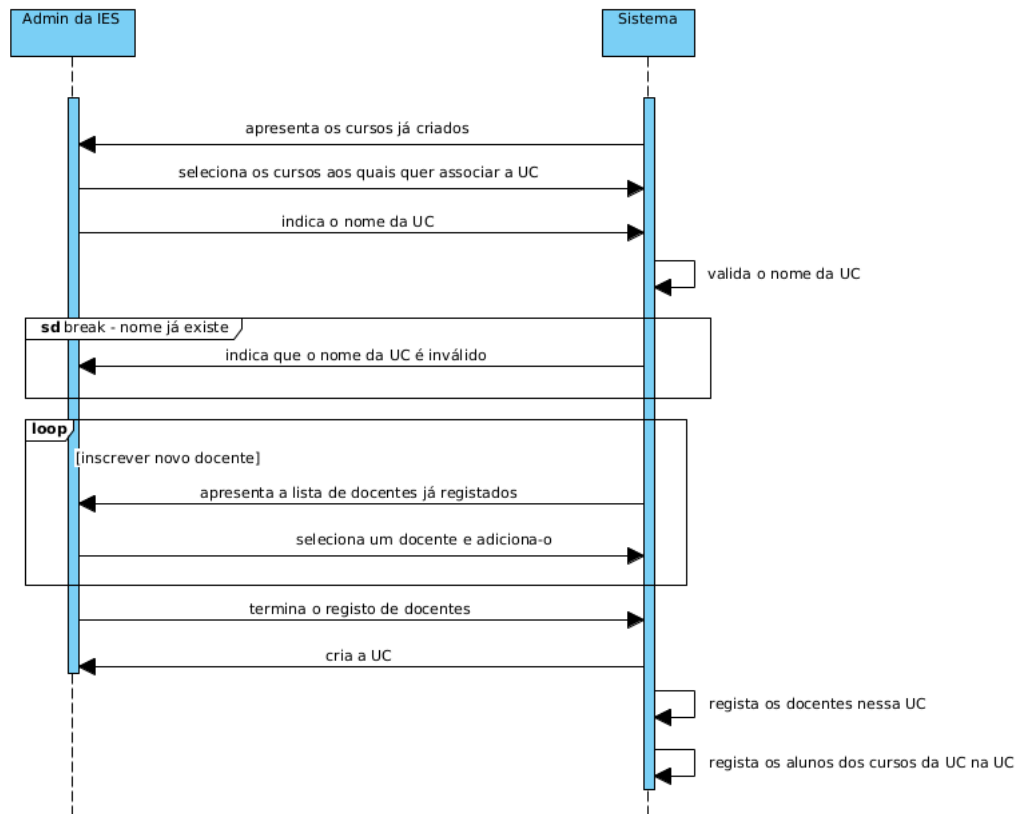 Admin da IES
Sistema
apresenta os cursos já criados
seleciona os cursos aos quais quer associar a UC
indica o nome da UC
valida o nome da UC
sd break - nome já existe
indica que o nome da UC é inválido
loop
[inscrever novo docente]
apresenta a lista de docentes já registados
seleciona um docente e adiciona-o
termina o registo de docentes
cria a UC
regista os docentes nessa UC
regista os alunos dos cursos da UC na UC